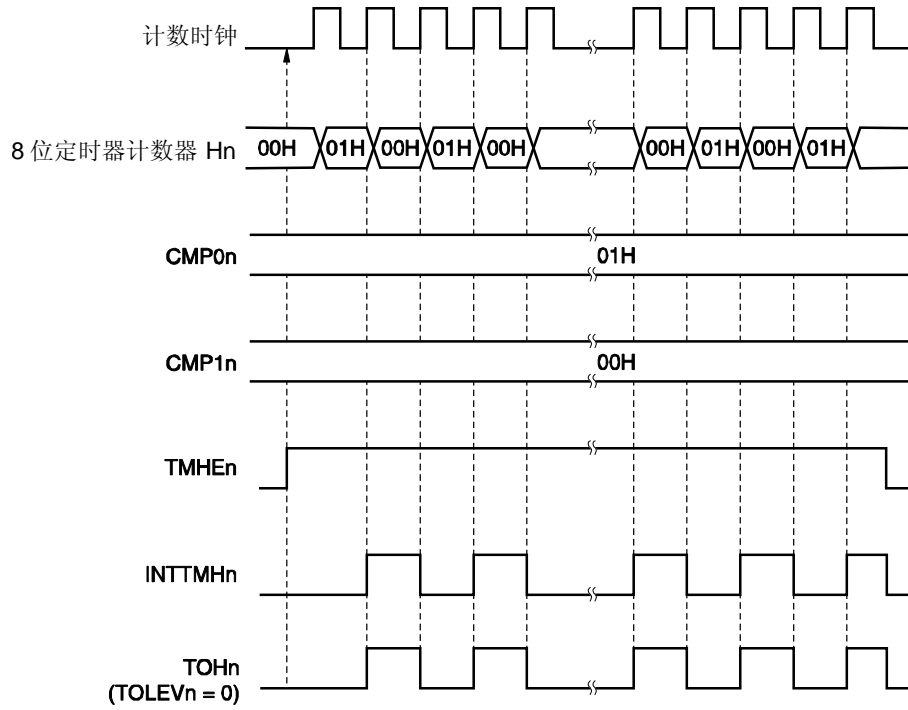 计数时钟
8 位定时器计数器 Hn 00H 01H 00H 01H 00H 00H 01H 00H 01H
CMP0n 01H
CMP1n 00H
TMHEn
INTTMHn
TOHn
(TOLEVn = 0)